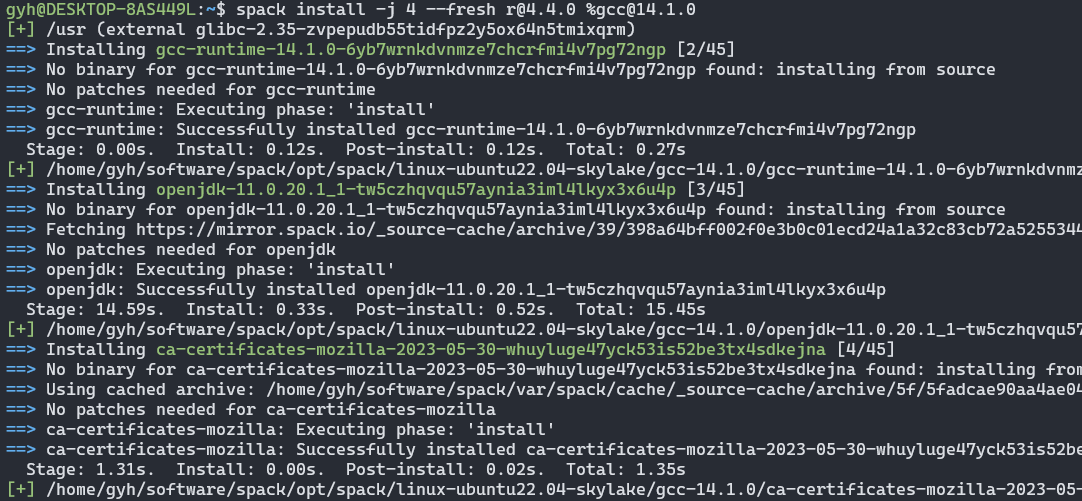 gyh@DESKTOP-8AS449L:~$ spack install -j 4 --fresh r@4.4.0 %gcc@14.1.0
[+] /usr (external glibc-2.35-zvpepudb55tidfpz2y5ox64n5tmixqrm)
==> Installing gcc-runtime-14.1.0-6yb7wrnkdvnmze7chcrfmi4v7pg72ngp [2/45]
==> No binary for gcc-runtime-14.1.0-6yb7wrnkdvnmze7chcrfmi4v7pg72ngp found: installing from source
==> No patches needed for gcc-runtime
==> gcc-runtime: Executing phase: 'install'
==> gcc-runtime: Successfully installed gcc-runtime-14.1.0-6yb7wrnkdvnmze7chcrfmi4v7pg72ngp
  Stage: 0.00s.  Install: 0.12s.  Post-install: 0.12s.  Total: 0.27s
[+] /home/gyh/software/spack/opt/spack/linux-ubuntu22.04-skylake/gcc-14.1.0/gcc-runtime-14.1.0-6yb7wrnkdvnmz
==> Installing openjdk-11.0.20.1_1-tw5czhqvqu57aynia3iml4lkyx3x6u4p [3/45]
==> No binary for openjdk-11.0.20.1_1-tw5czhqvqu57aynia3iml4lkyx3x6u4p found: installing from source
==> Fetching https://mirror.spack.io/_source-cache/archive/39/398a64bff002f0e3b0c01ecd24a1a32c83cb72a5255344
==> No patches needed for openjdk
==> openjdk: Executing phase: 'install'
==> openjdk: Successfully installed openjdk-11.0.20.1_1-tw5czhqvqu57aynia3iml4lkyx3x6u4p
  Stage: 14.59s.  Install: 0.33s.  Post-install: 0.52s.  Total: 15.45s
[+] /home/gyh/software/spack/opt/spack/linux-ubuntu22.04-skylake/gcc-14.1.0/openjdk-11.0.20.1_1-tw5czhqvqu57
==> Installing ca-certificates-mozilla-2023-05-30-whuyluge47yck53is52be3tx4sdkejna [4/45]
==> No binary for ca-certificates-mozilla-2023-05-30-whuyluge47yck53is52be3tx4sdkejna found: installing from
==> Using cached archive: /home/gyh/software/spack/var/spack/cache/_source-cache/archive/5f/5fadcae90aa4ae04
==> No patches needed for ca-certificates-mozilla
==> ca-certificates-mozilla: Executing phase: 'install'
==> ca-certificates-mozilla: Successfully installed ca-certificates-mozilla-2023-05-30-whuyluge47yck53is52be
  Stage: 1.31s.  Install: 0.00s.  Post-install: 0.02s.  Total: 1.35s
[+] /home/gyh/software/spack/opt/spack/linux-ubuntu22.04-skylake/gcc-14.1.0/ca-certificates-mozilla-2023-05-